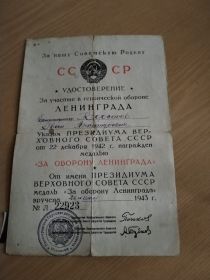 За нашу Советскую Родину
СССР
УДОСТОВЕРЕНИЕ
За участие в героической обороне
ЛЕНИНГРАДА
Указом ПРЕЗИДИУМА ВЕР-
ХОВНОГО СОВЕТА СССР
от 22 декабря 1942 г. награжден
медалью
«ЗА ОБОРОНУ ЛЕНИНГРАДА»
От имени ПРЕЗИДИУМА
ВЕРХОВНОГО СОВЕТА СССР
медаль «За оборону Ленинграда»
вручена 1943 г.
№ Л 22923